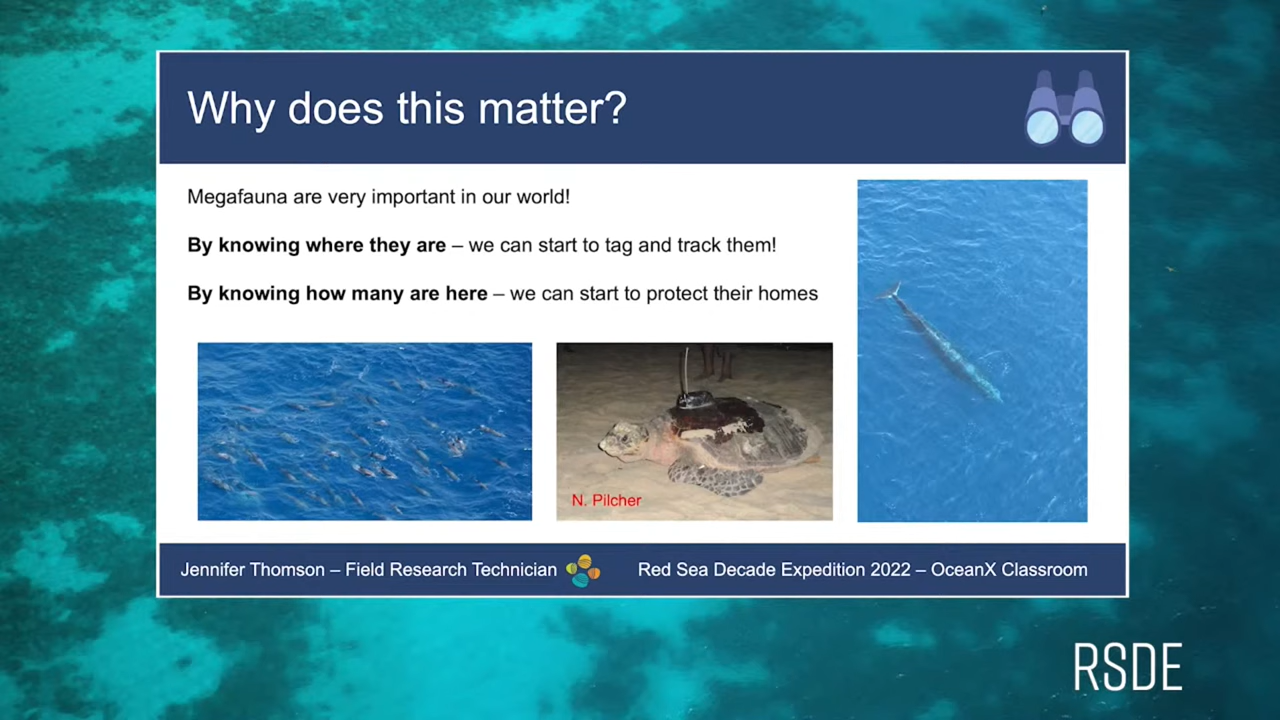 Why does this matter?
Megafauna are very important in our world!
By knowing where they are – we can start to tag and track them!
By knowing how many are here – we can start to protect their homes
N. Pilcher
Jennifer Thomson – Field Research Technician
Red Sea Decade Expedition 2022 – OceanX Classroom
RSDE